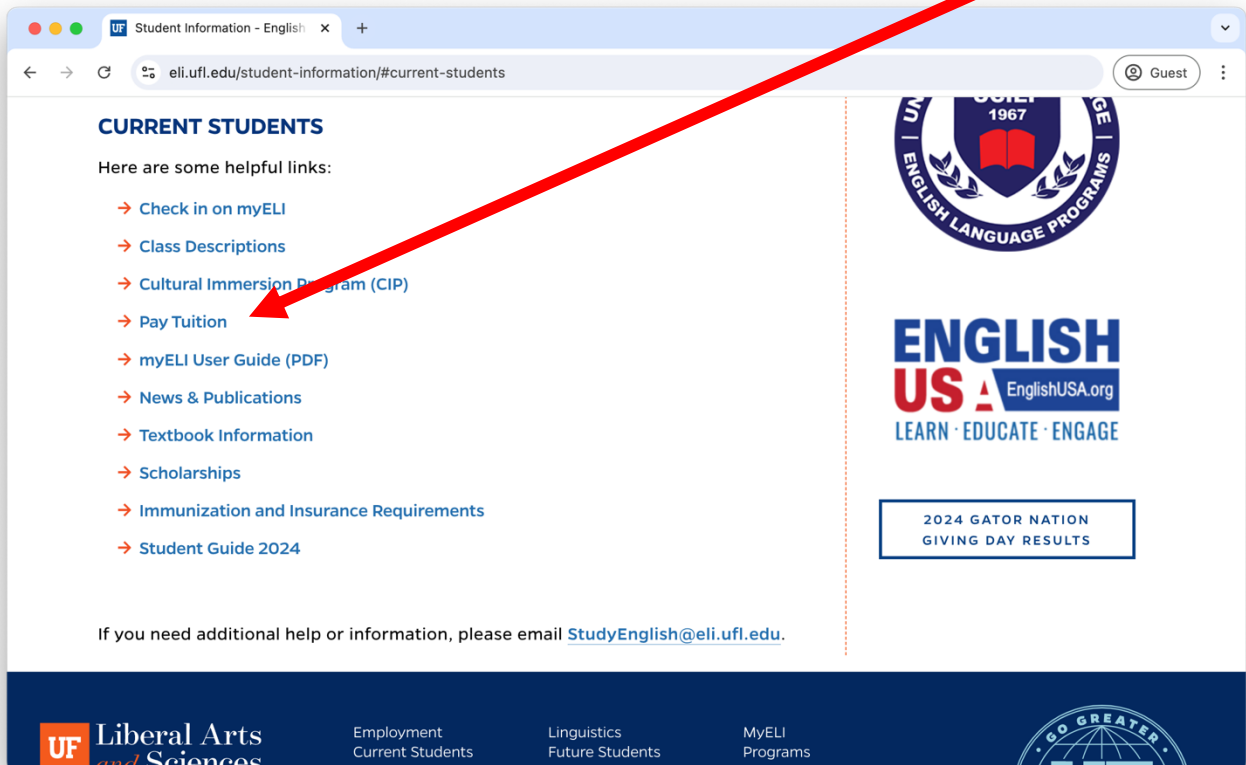 Student Information - English
eli.ufl.edu/student-information/#current-students
Guest
CURRENT STUDENTS
Here are some helpful links:
Check in on myELI
Class Descriptions
Cultural Immersion Program (CIP)
Pay Tuition
myELI User Guide (PDF)
News & Publications
Textbook Information
Scholarships
Immunization and Insurance Requirements
Student Guide 2024
If you need additional help or information, please email StudyEnglish@eli.ufl.edu.
1967
ENGLISH LANGUAGE PROGRAMS
ENGLISH
USA EnglishUSA.org
LEARN · EDUCATE · ENGAGE
2024 GATOR NATION
GIVING DAY RESULTS
UF Liberal Arts
and Sciences
Employment
Current Students
Linguistics
Future Students
MyELI
Programs
GO GREATER